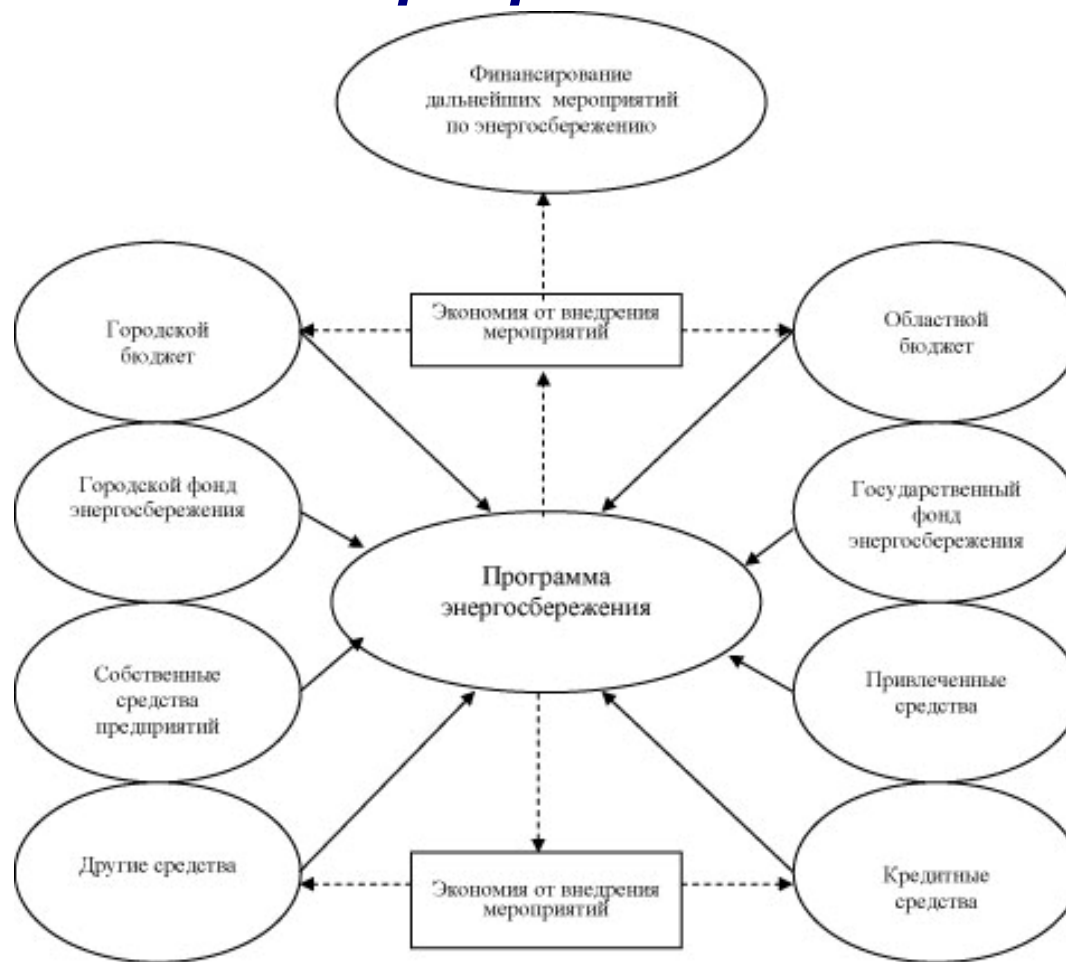 Финансирование
дальнейших мероприятий
по энергосбережению
Экономия от внедрения
мероприятий
Городской
бюджет
Областной
бюджет
Городской фонд
энергосбережения
Государственный
фонд
энергосбережения
Программа
энергосбережения
Собственные
средства
предприятий
Привлеченные
средства
Другие средства
Экономия от внедрения
мероприятий
Кредитные
средства